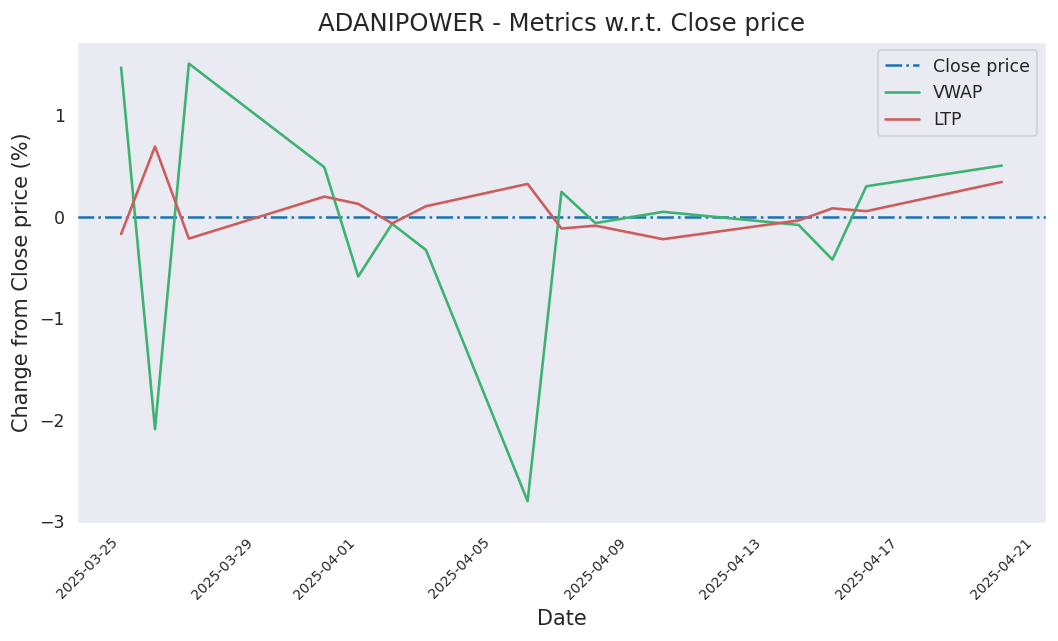 ADANIPOWER - Metrics w.r.t. Close price
Close price
VWAP
LTP
Change from Close price (%)
1
0
−1
−2
−3
2025-03-25
2025-03-29
2025-04-01
2025-04-05
2025-04-09
2025-04-13
2025-04-17
2025-04-21
Date